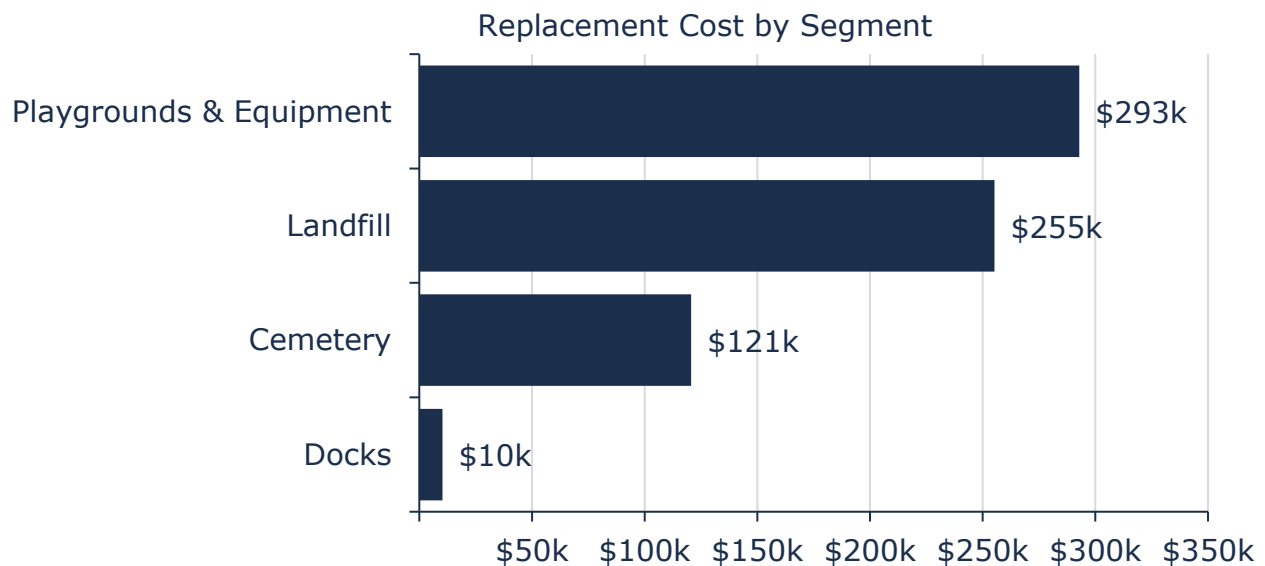 Replacement Cost by Segment
Playgrounds & Equipment
$293k
Landfill
$255k
Cemetery
$121k
Docks
$10k
$50k $100k $150k $200k $250k $300k $350k